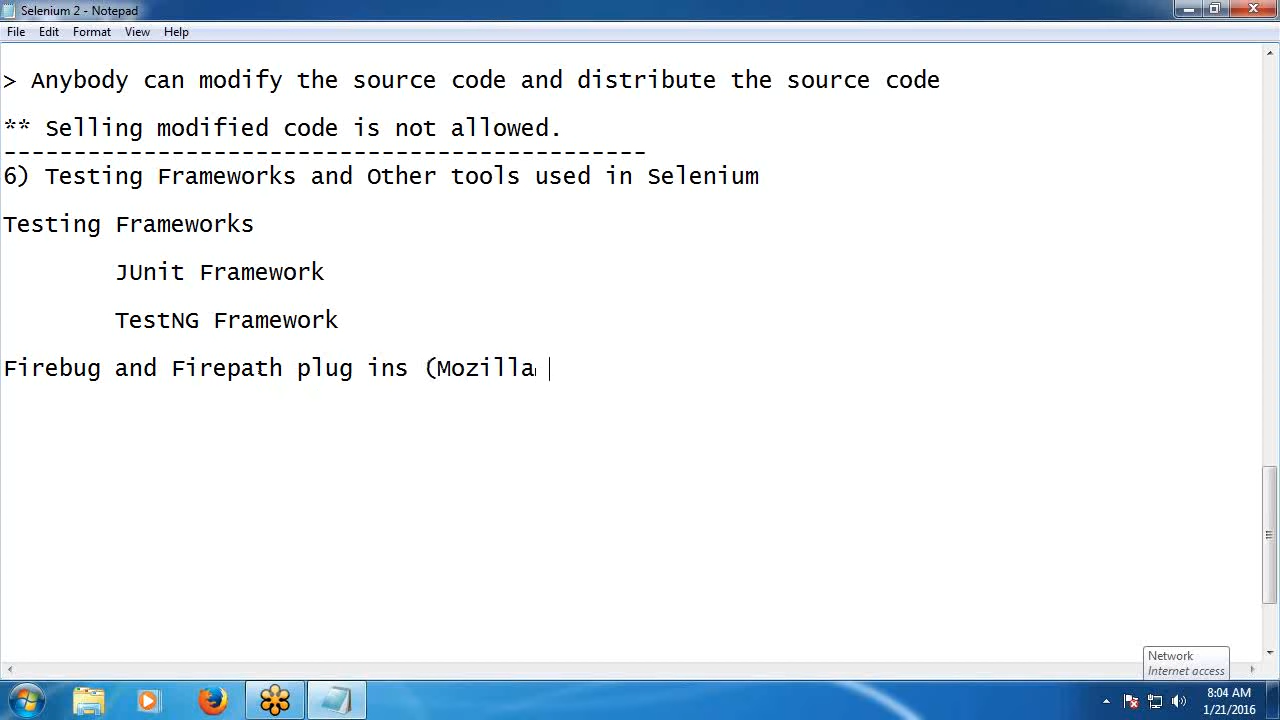 Selenium 2 - Notepad
File Edit Format View Help
> Anybody can modify the source code and distribute the source code
** Selling modified code is not allowed.
----------------------------------------------
6) Testing Frameworks and Other tools used in Selenium
Testing Frameworks
JUnit Framework
TestNG Framework
Firebug and Firepath plug ins (Mozilla
Network
Internet access
8:04 AM
1/21/2016